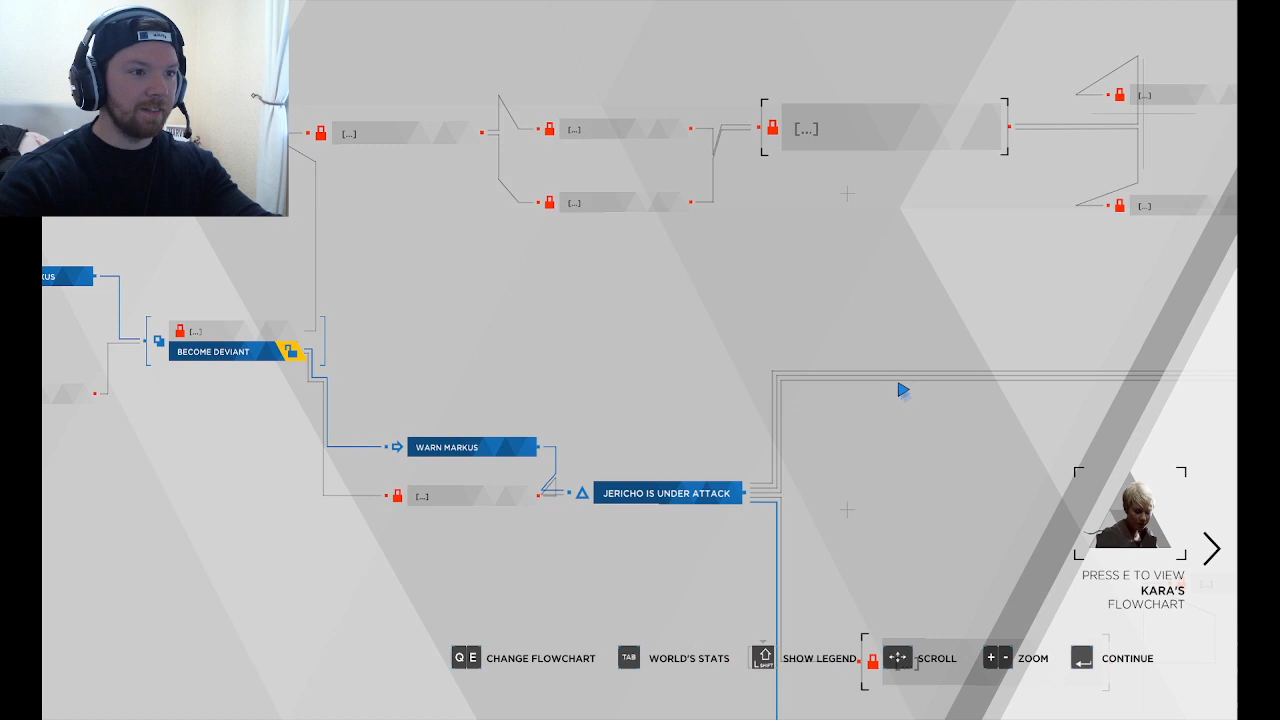 [...]
[...]
[...]
[...]
[...]
[...]
KUS
[...]
BECOME DEVIANT
WARN MARKUS
[...]
JERICHO IS UNDER ATTACK
PRESS E TO VIEW
KARA'S
FLOWCHART
Q E CHANGE FLOWCHART TAB WORLD'S STATS L SHIFT SHOW LEGEND SCROLL + - ZOOM CONTINUE